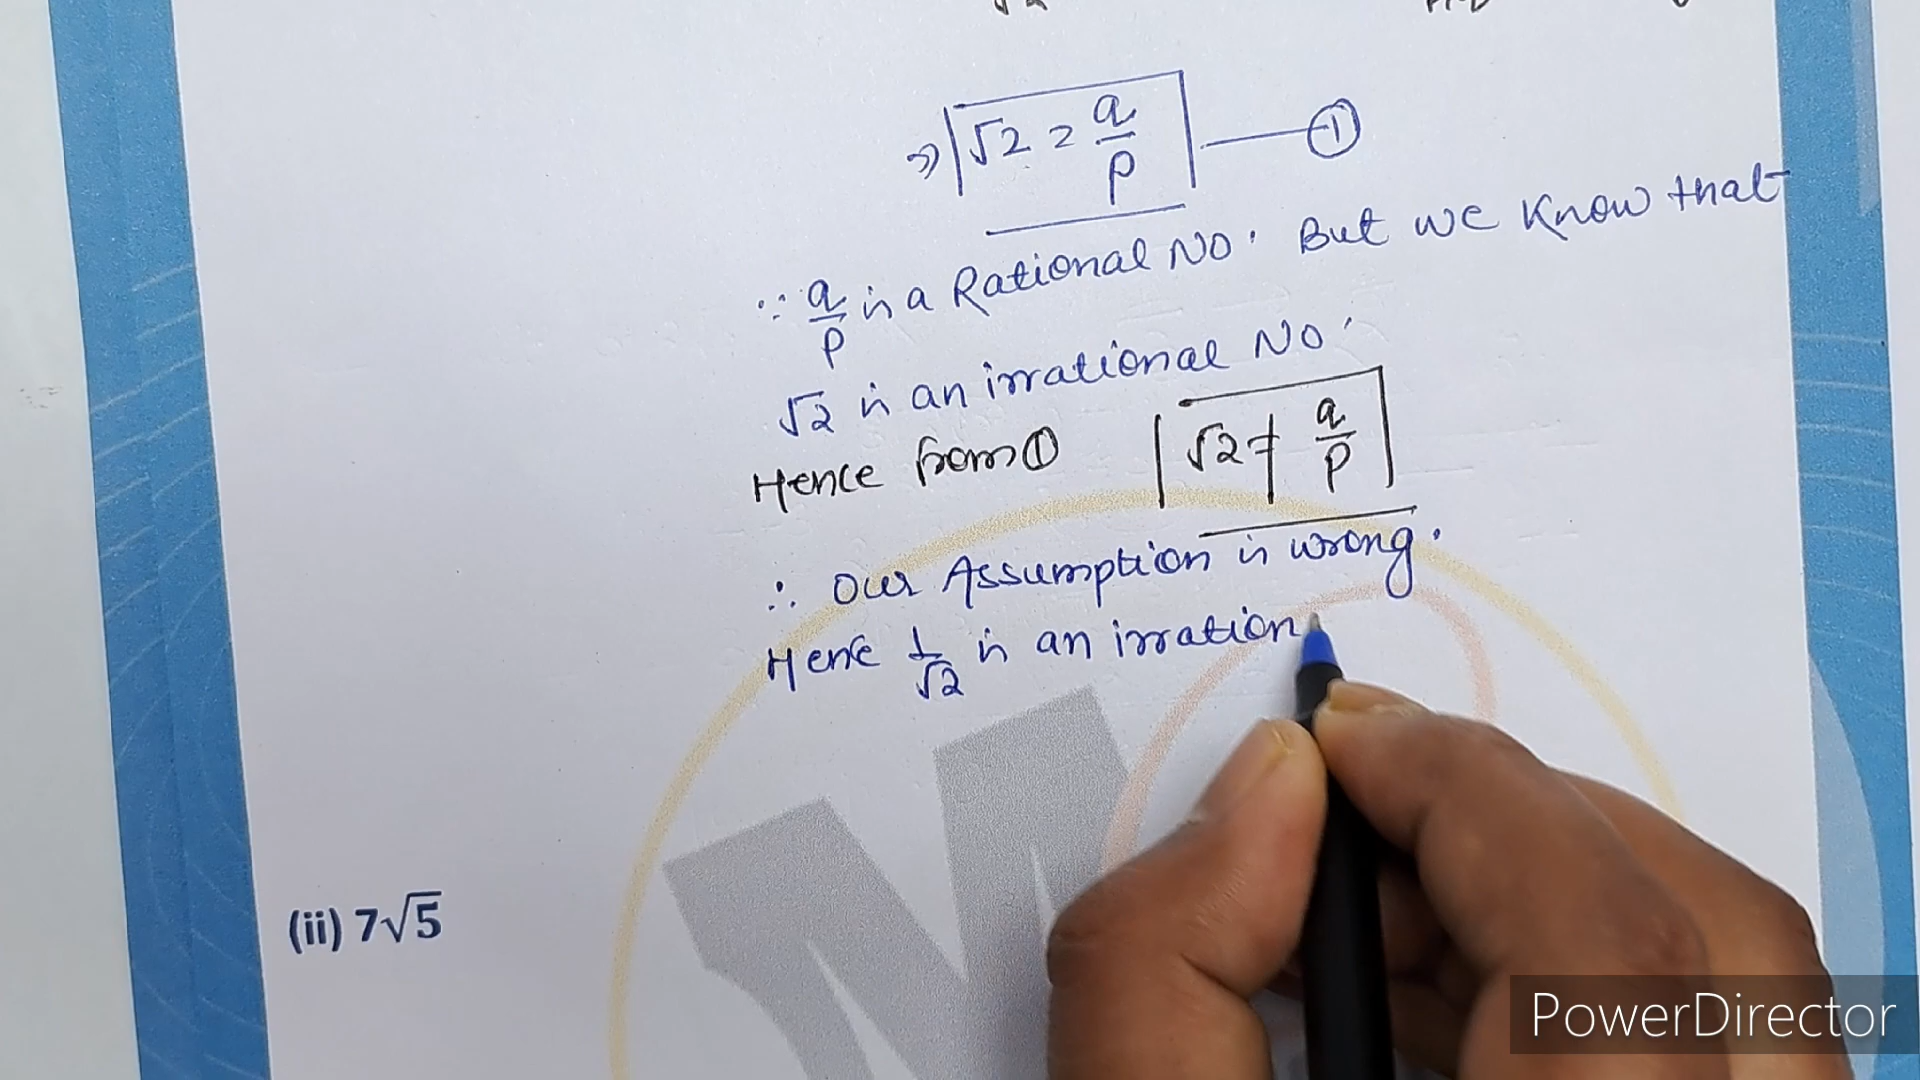 ⇒ √2 = q/p —— ①
∵ q/p is a Rational No. But we know that
√2 is an irrational No.
Hence from ① √2 ≠ q/p
∴ Our Assumption is wrong.
Hence 1/√2 is an irration
(ii) 7√5
PowerDirector